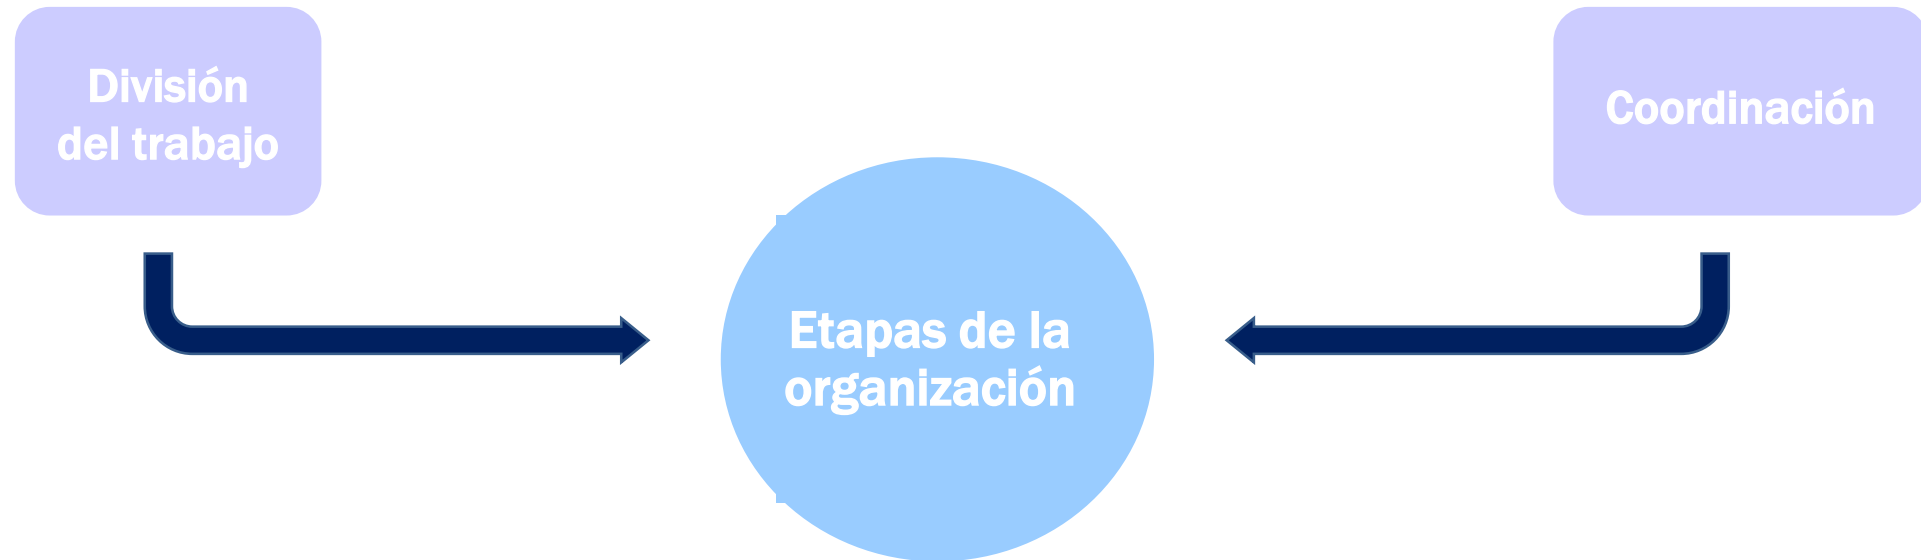 División
del trabajo
Coordinación
Etapas de la
organización